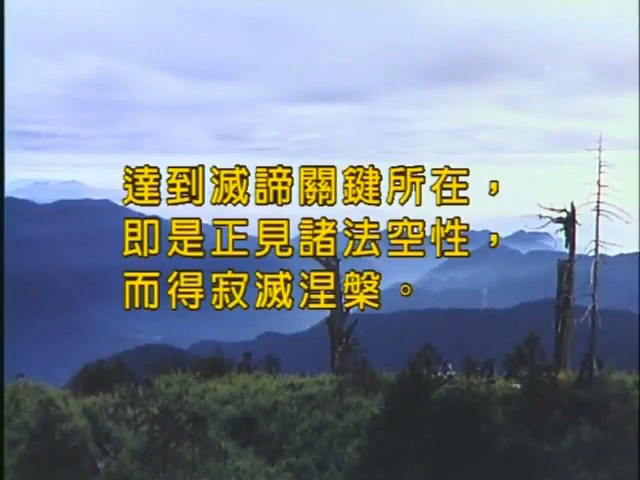 達到滅諦關鍵所在，
即是正見諸法空性，
而得寂滅涅槃。